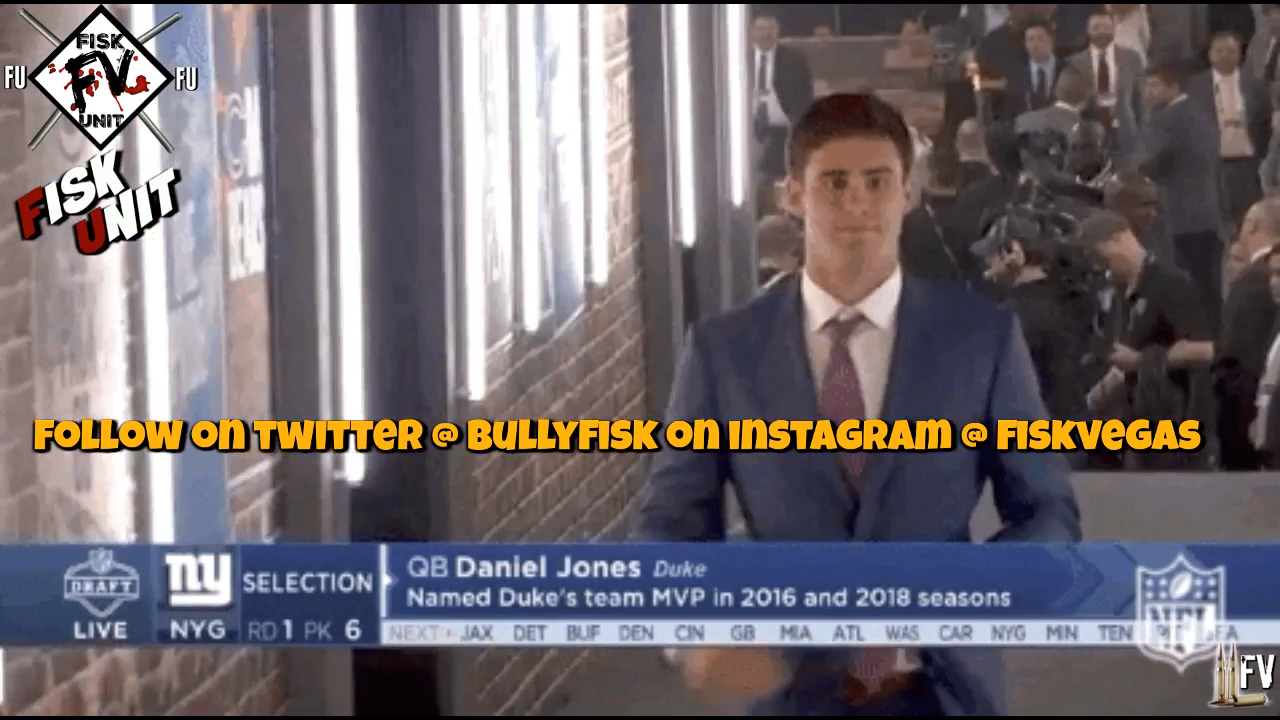 FISK
FV
UNIT
FU
FU
FISK
UNIT
FOLLOW ON TWITTER @ BULLYFISK ON INSTAGRAM @ FISKVEGAS
QB Daniel Jones Duke
Named Duke's team MVP in 2016 and 2018 seasons
DRAFT
LIVE
ny
NYG
SELECTION
RD 1 PK 6
NEXT JAX DET BUF DEN CIN GB MIA ATL WAS CAR NYG MIN TEN
NFL
FV